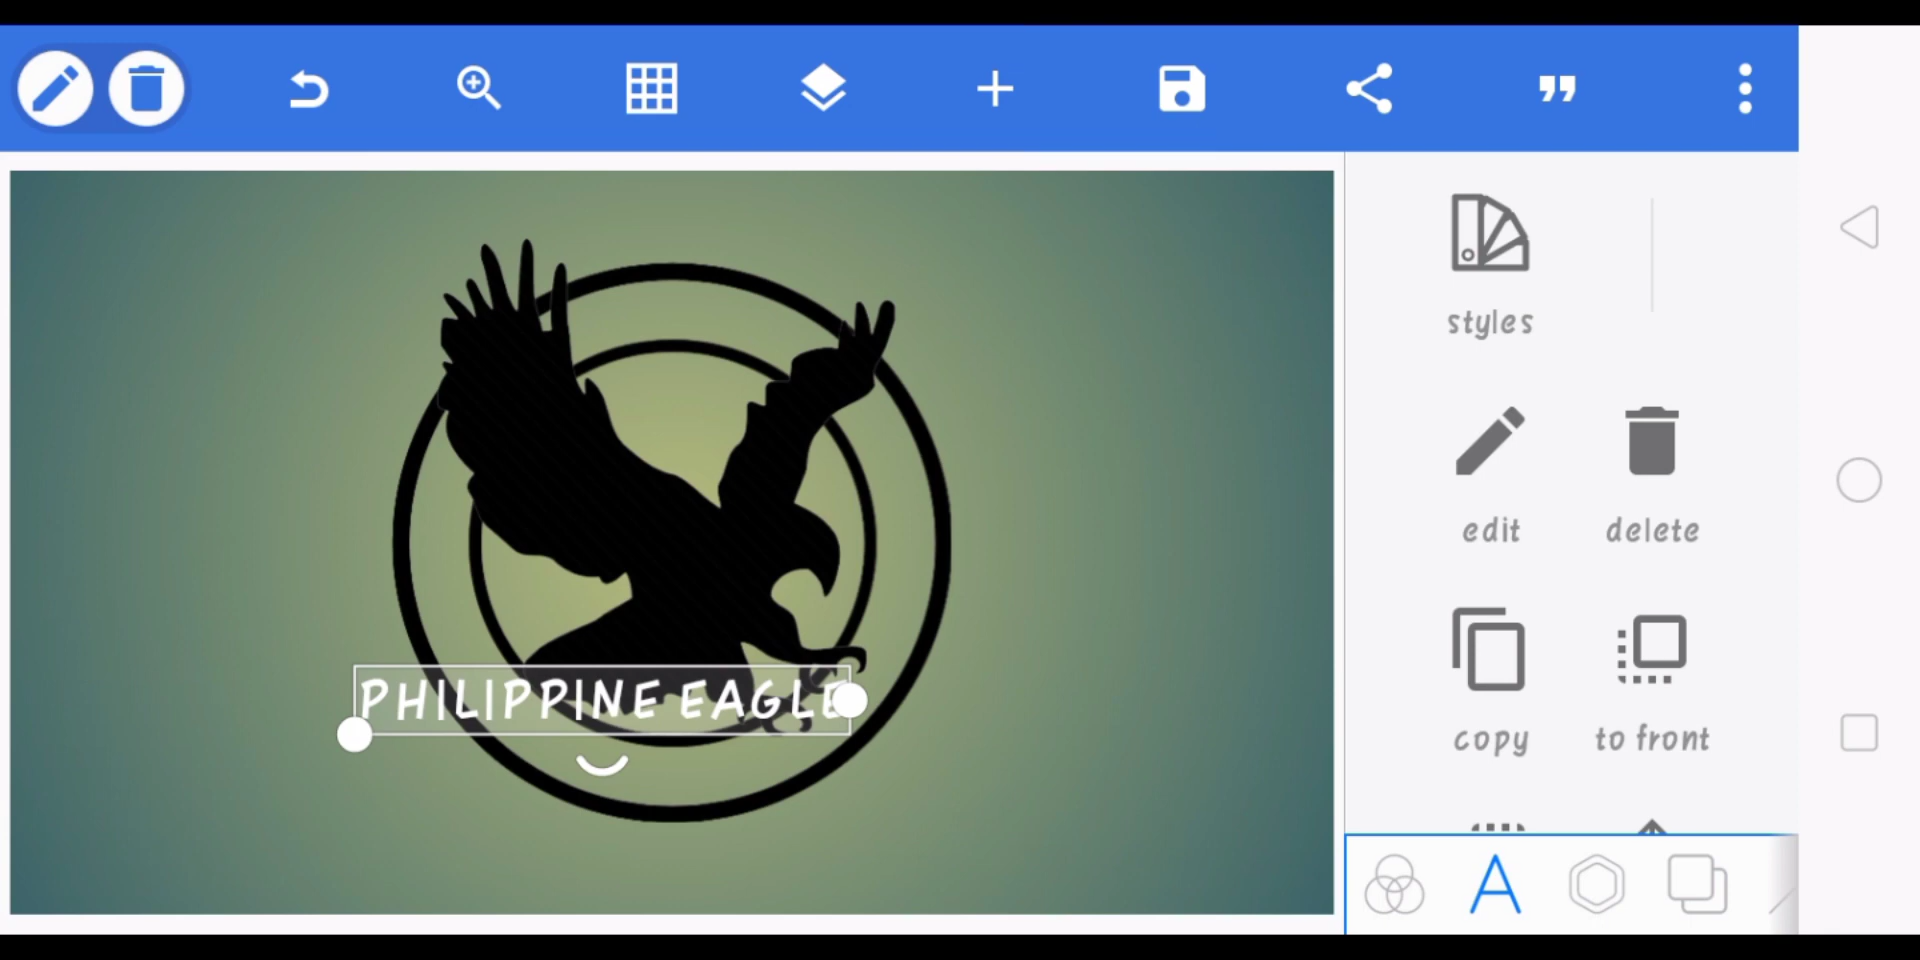 styles
edit
delete
copy
to front
PHILIPPINE EAGLE